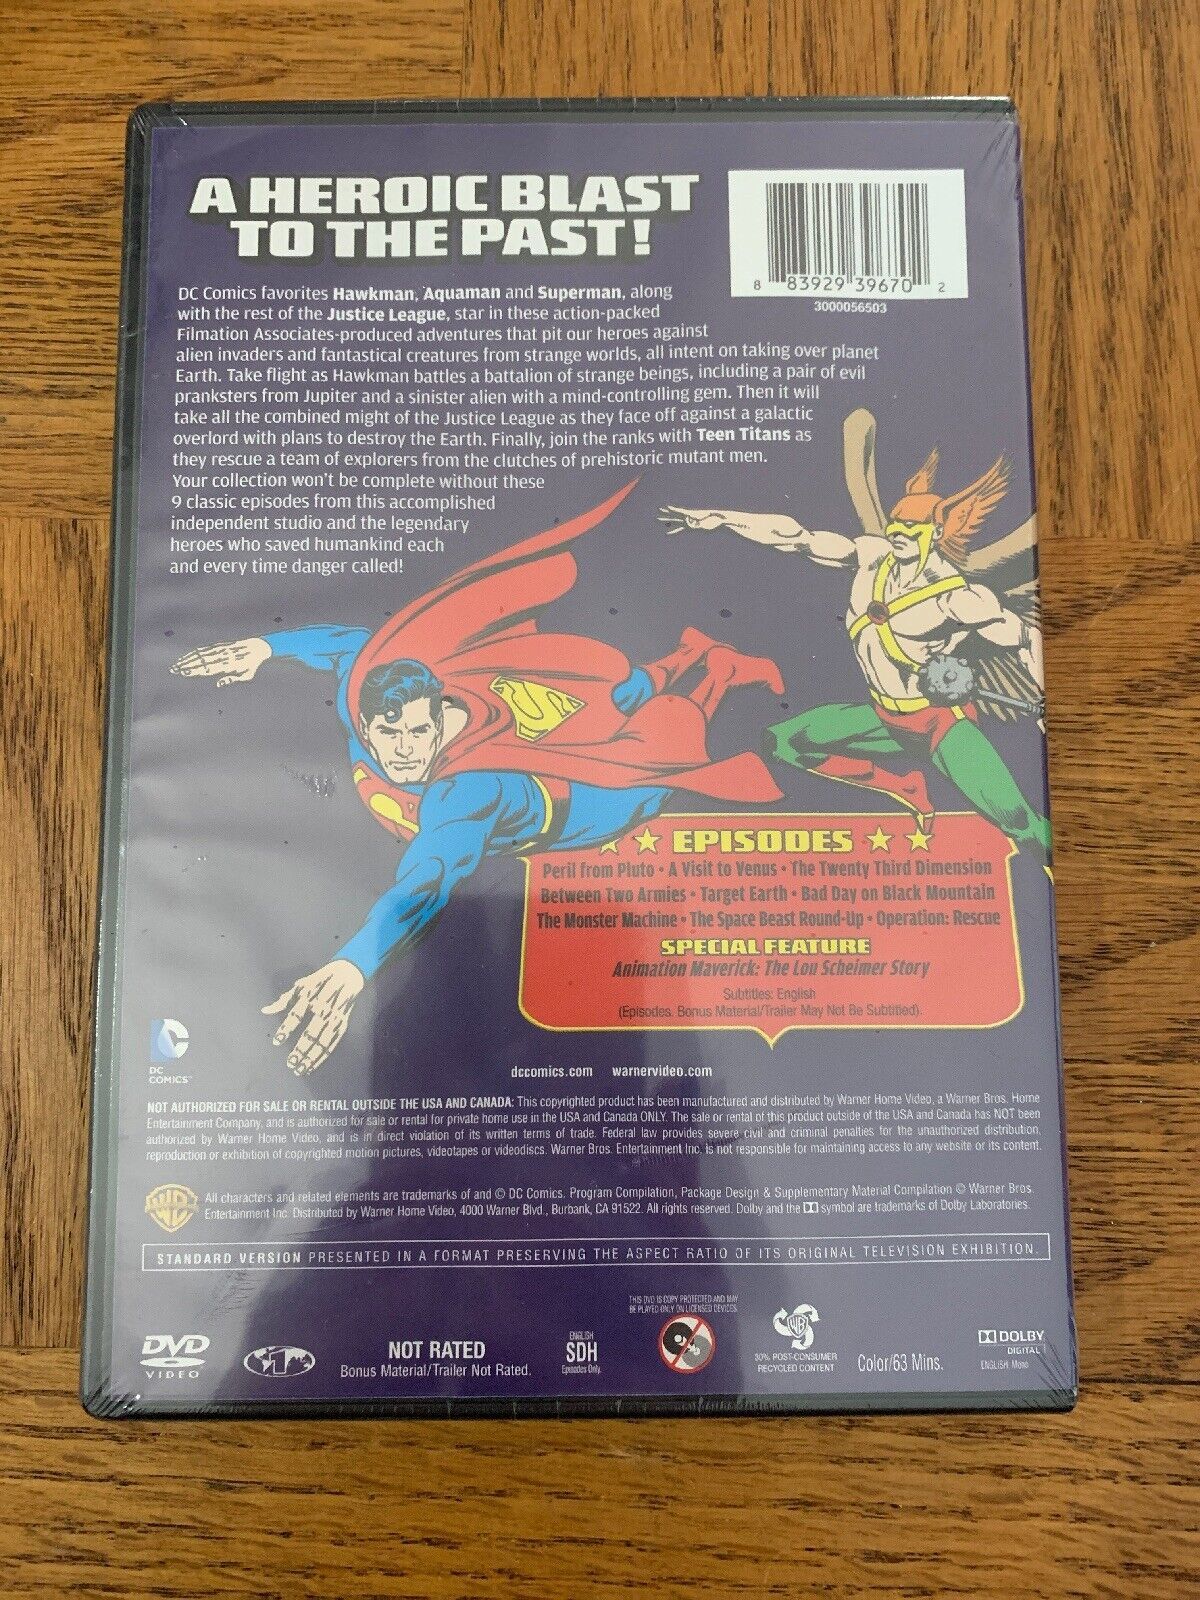 A HEROIC BLAST
TO THE PAST!
8 83929 39670 2
3000056503
DC Comics favorites Hawkman, Aquaman and Superman, along
with the rest of the Justice League, star in these action-packed
Filmation Associates-produced adventures that pit our heroes against
alien invaders and fantastical creatures from strange worlds, all intent on taking over planet
Earth. Take flight as Hawkman battles a battalion of strange beings, including a pair of evil
pranksters from Jupiter and a sinister alien with a mind-controlling gem. Then it will
take all the combined might of the Justice League as they face off against a galactic
overlord with plans to destroy the Earth. Finally, join the ranks with Teen Titans as
they rescue a team of explorers from the clutches of prehistoric mutant men.
Your collection won't be complete without these
9 classic episodes from this accomplished
independent studio and the legendary
heroes who saved humankind each
and every time danger called!
S
EPISODES
Peril from Pluto • A Visit to Venus • The Twenty Third Dimension
Between Two Armies • Target Earth • Bad Day on Black Mountain
The Monster Machine • The Space Beast Round-Up • Operation: Rescue
SPECIAL FEATURE
Animation Maverick: The Lou Scheimer Story
Subtitles: English
(Episodes. Bonus Material/Trailer May Not Be Subtitled).
DC
COMICS™
dccomics.com warnervideo.com
NOT AUTHORIZED FOR SALE OR RENTAL OUTSIDE THE USA AND CANADA: This copyrighted product has been manufactured and distributed by Warner Home Video, a Warner Bros. Home
Entertainment Company, and is authorized for sale or rental for private home use in the USA and Canada ONLY. The sale or rental of this product outside of the USA and Canada has NOT been
authorized by Warner Home Video, and is in direct violation of its written terms of trade. Federal law provides severe civil and criminal penalties for the unauthorized distribution,
reproduction or exhibition of copyrighted motion pictures, videotapes or videodiscs. Warner Bros. Entertainment Inc. is not responsible for maintaining access to any website or its content.
WB
All characters and related elements are trademarks of and © DC Comics. Program Compilation, Package Design & Supplementary Material Compilation © Warner Bros.
Entertainment Inc. Distributed by Warner Home Video, 4000 Warner Blvd., Burbank, CA 91522. All rights reserved. Dolby and the DD symbol are trademarks of Dolby Laboratories.
STANDARD VERSION PRESENTED IN A FORMAT PRESERVING THE ASPECT RATIO OF ITS ORIGINAL TELEVISION EXHIBITION.
DVD
VIDEO
1
NOT RATED
Bonus Material/Trailer Not Rated.
ENGLISH
SDH
Episodes Only.
THIS DVD IS COPY PROTECTED AND MAY
BE PLAYED ONLY ON LICENSED DEVICES.
WB
30% POST-CONSUMER
RECYCLED CONTENT
Color/63 Mins.
DOLBY
DIGITAL
ENGLISH: Mono